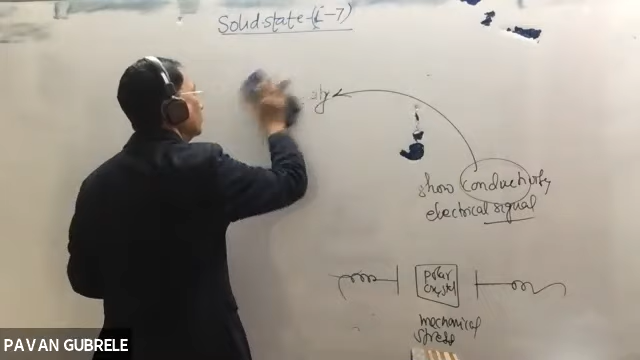 Solid state (L-7)
show conductivity
electrical signal
polar
crystal
mechanical
stress
PAVAN GUBRELE